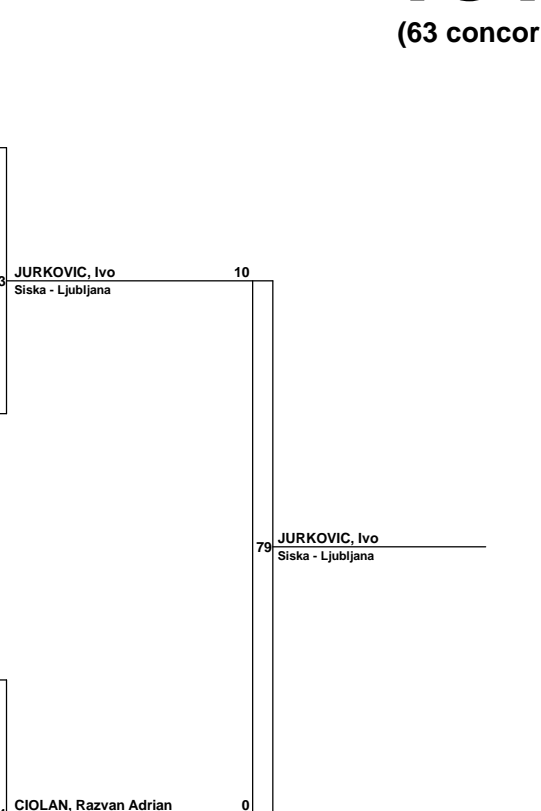 (63 concor
JURKOVIC, Ivo 10
3
Siska - Ljubljana
JURKOVIC, Ivo
79
Siska - Ljubljana
CIOLAN, Razvan Adrian 0